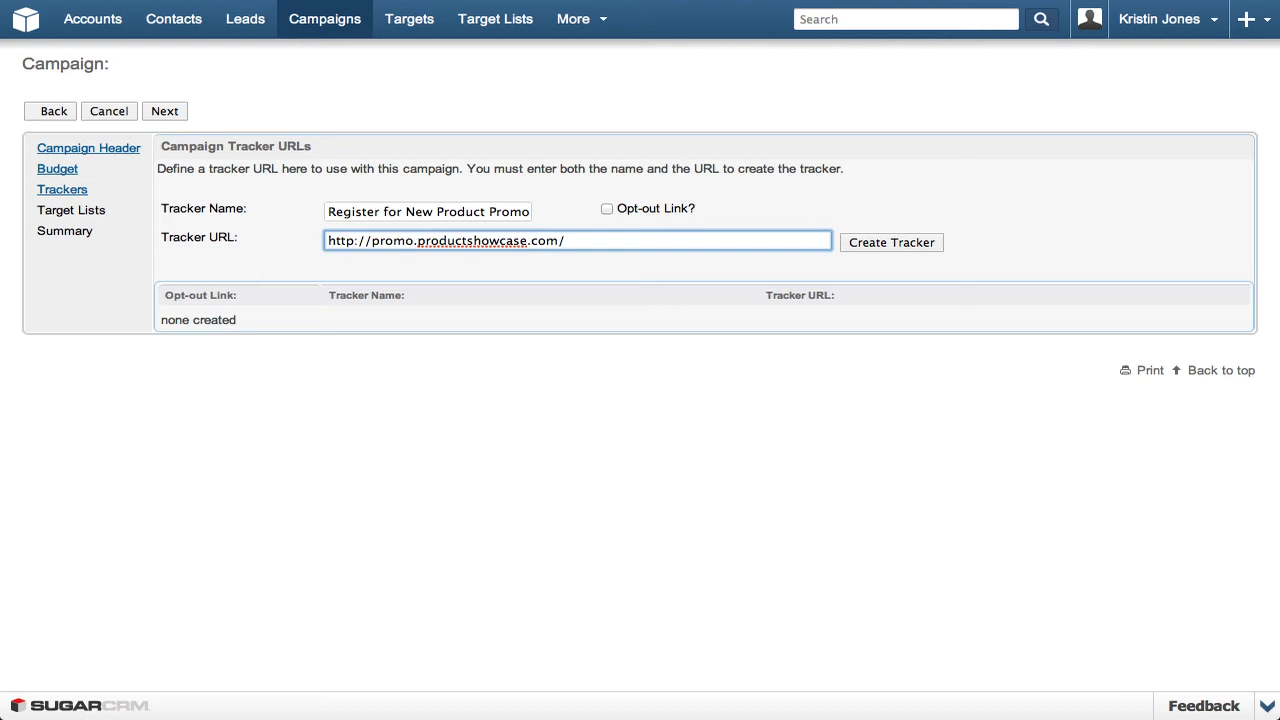 Accounts Contacts Leads Campaigns Targets Target Lists More Search Kristin Jones
Campaign:
Back Cancel Next
Campaign Header
Budget
Trackers
Target Lists
Summary
Campaign Tracker URLs
Define a tracker URL here to use with this campaign. You must enter both the name and the URL to create the tracker.
Tracker Name: Register for New Product Promo Opt-out Link?
Tracker URL: http://promo.productshowcase.com/ Create Tracker
Opt-out Link: Tracker Name: Tracker URL:
none created
Print Back to top
SUGARCRM Feedback